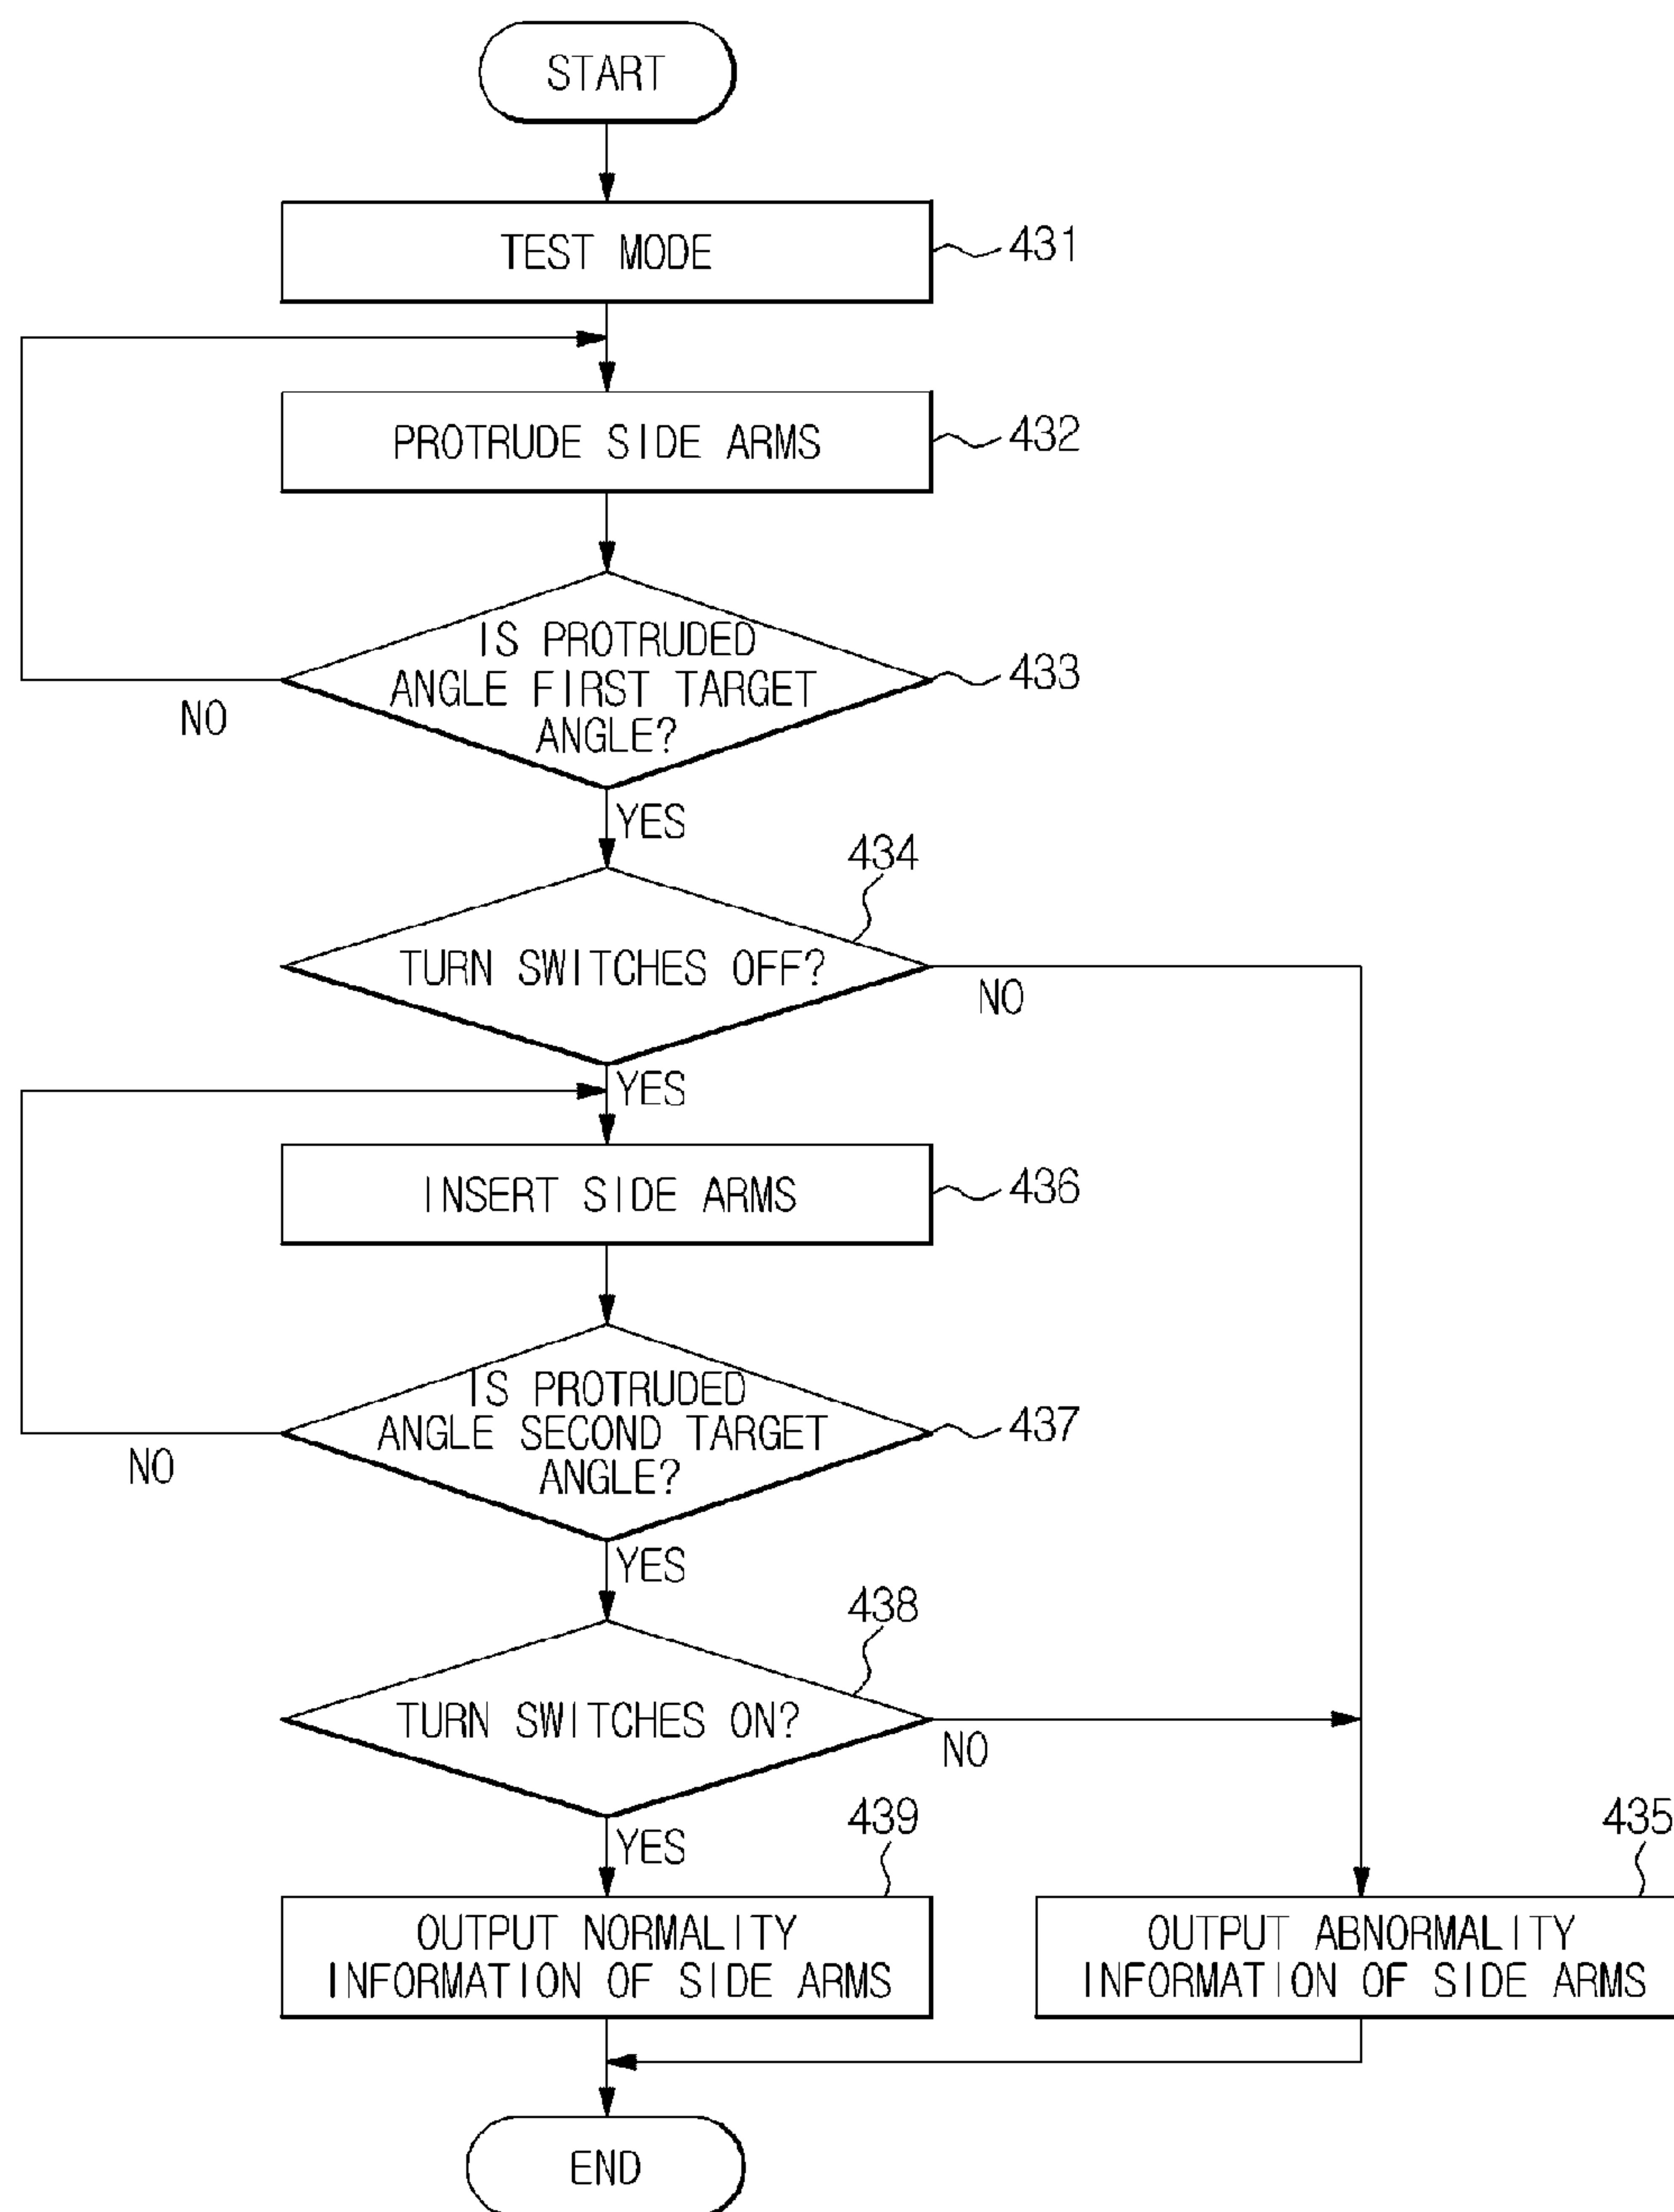 START
TEST MODE
431
PROTRUDE SIDE ARMS
432
IS PROTRUDED
ANGLE FIRST TARGET
ANGLE?
433
NO
YES
434
TURN SWITCHES OFF?
NO
YES
INSERT SIDE ARMS
436
IS PROTRUDED
ANGLE SECOND TARGET
ANGLE?
437
NO
YES
438
TURN SWITCHES ON?
NO
YES
439
OUTPUT NORMALITY
INFORMATION OF SIDE ARMS
435
OUTPUT ABNORMALITY
INFORMATION OF SIDE ARMS
END